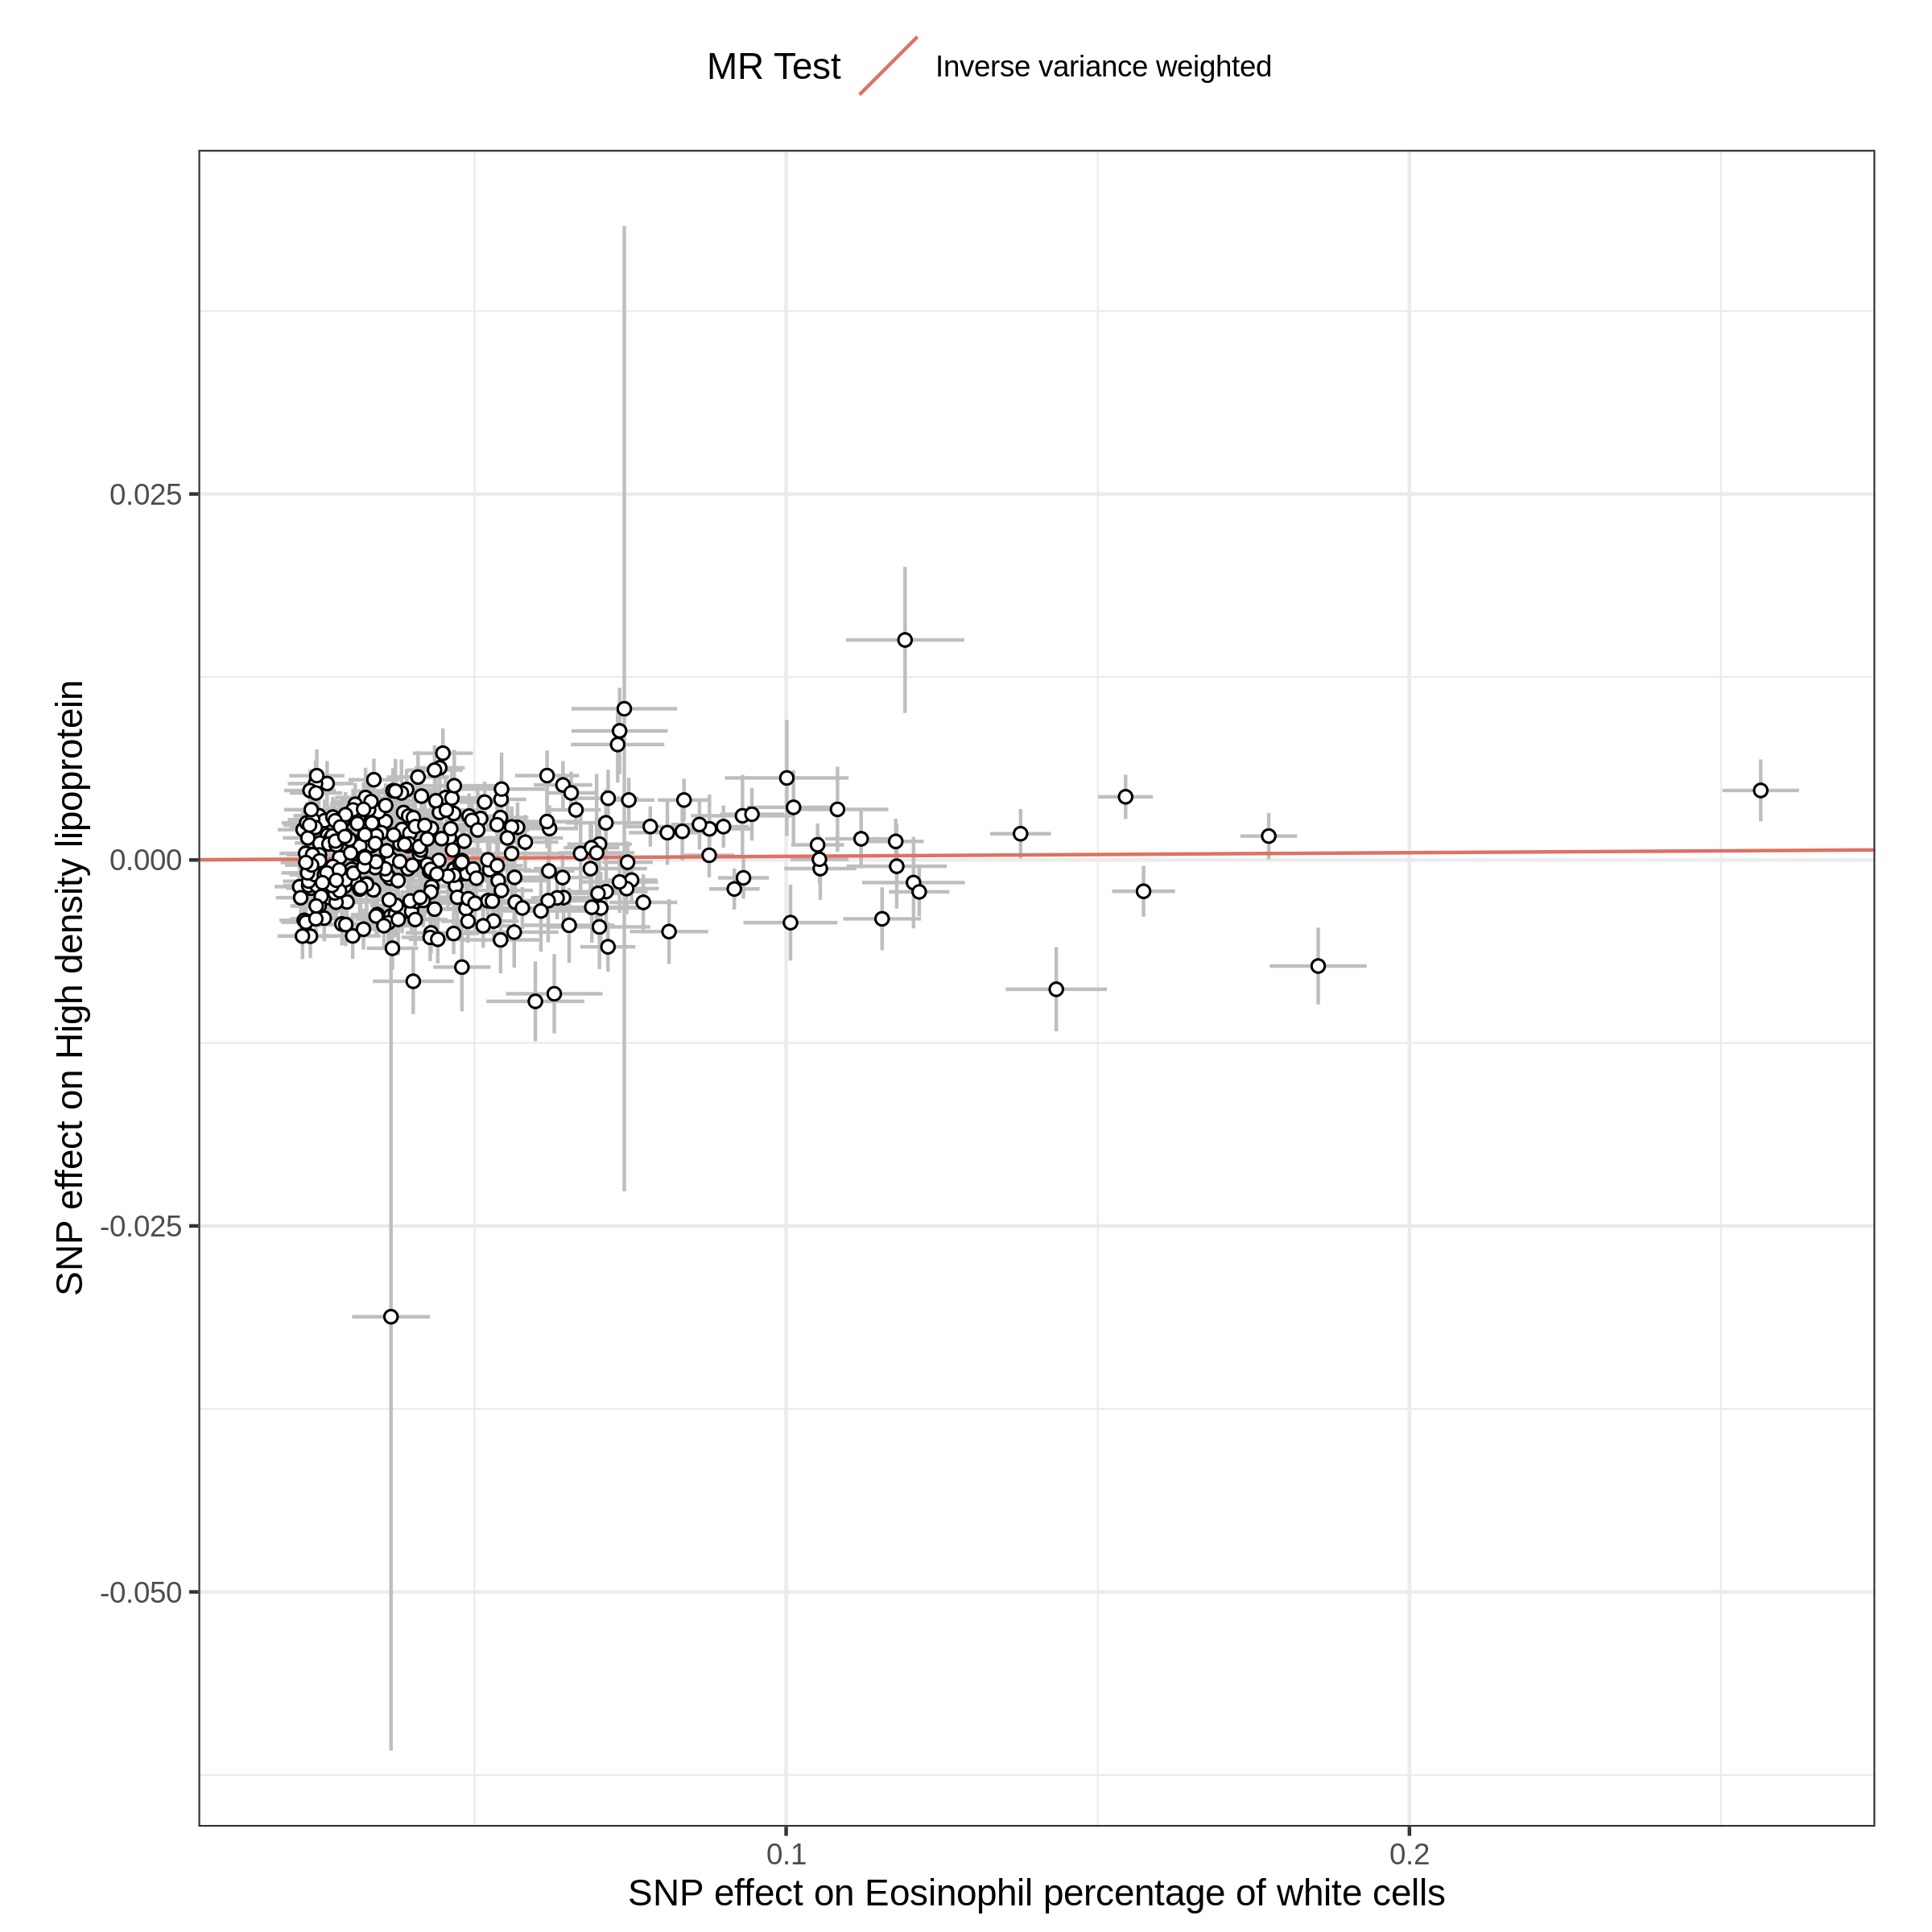 MR Test Inverse variance weighted
SNP effect on High density lipoprotein
0.025
0.000
-0.025
-0.050
0.1 0.2
SNP effect on Eosinophil percentage of white cells